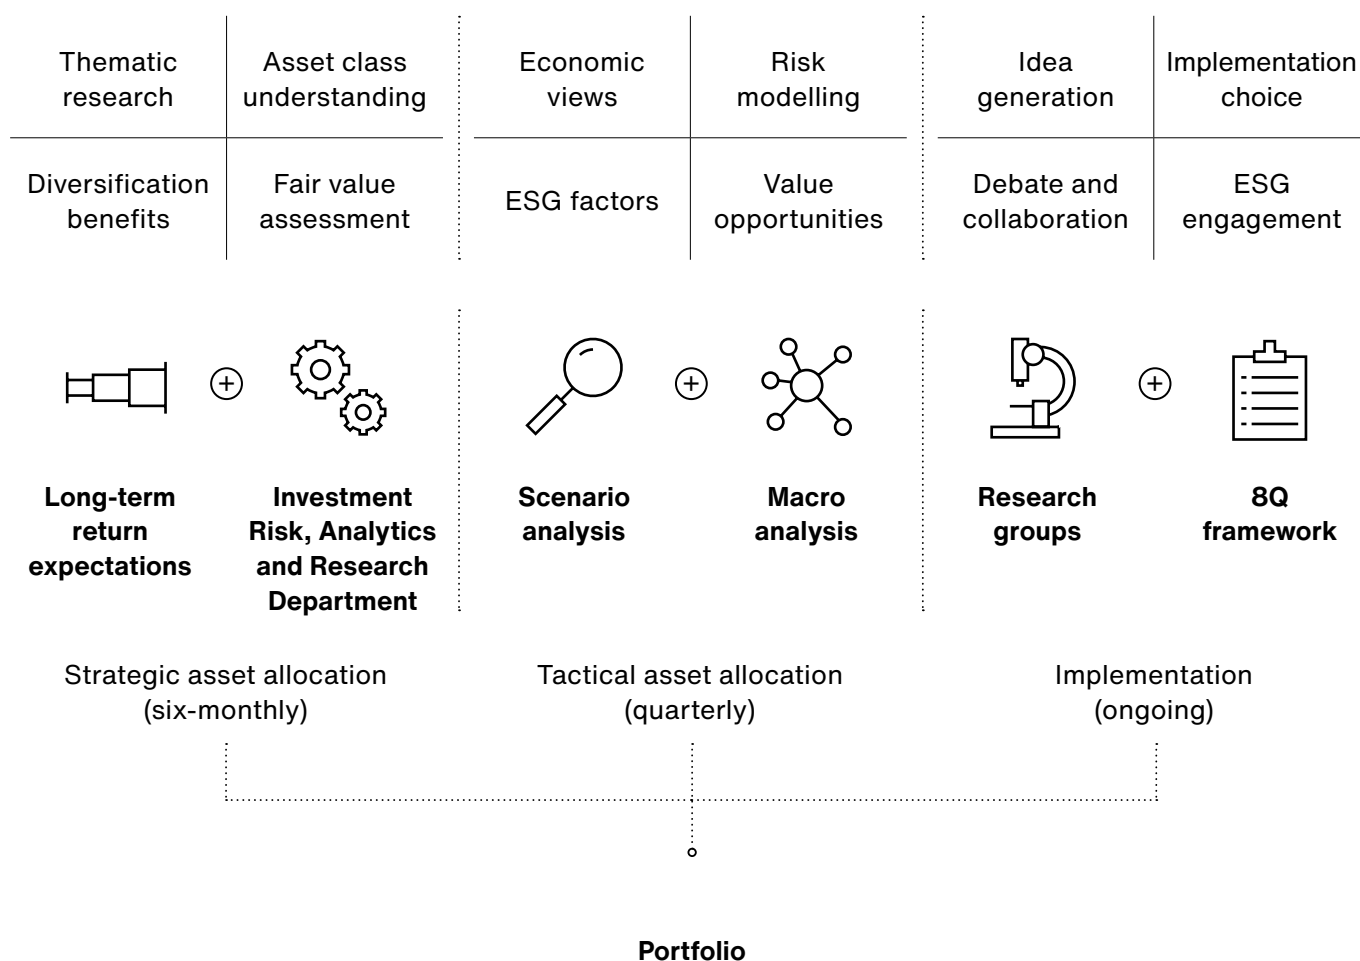 Thematic
research
Asset class
understanding
Economic
views
Risk
modelling
Idea
generation
Implementation
choice
Diversification
benefits
Fair value
assessment
ESG factors
Value
opportunities
Debate and
collaboration
ESG
engagement
Long-term
return
expectations
Investment
Risk, Analytics
and Research
Department
Scenario
analysis
Macro
analysis
Research
groups
8Q
framework
Strategic asset allocation
(six-monthly)
Tactical asset allocation
(quarterly)
Implementation
(ongoing)
Portfolio